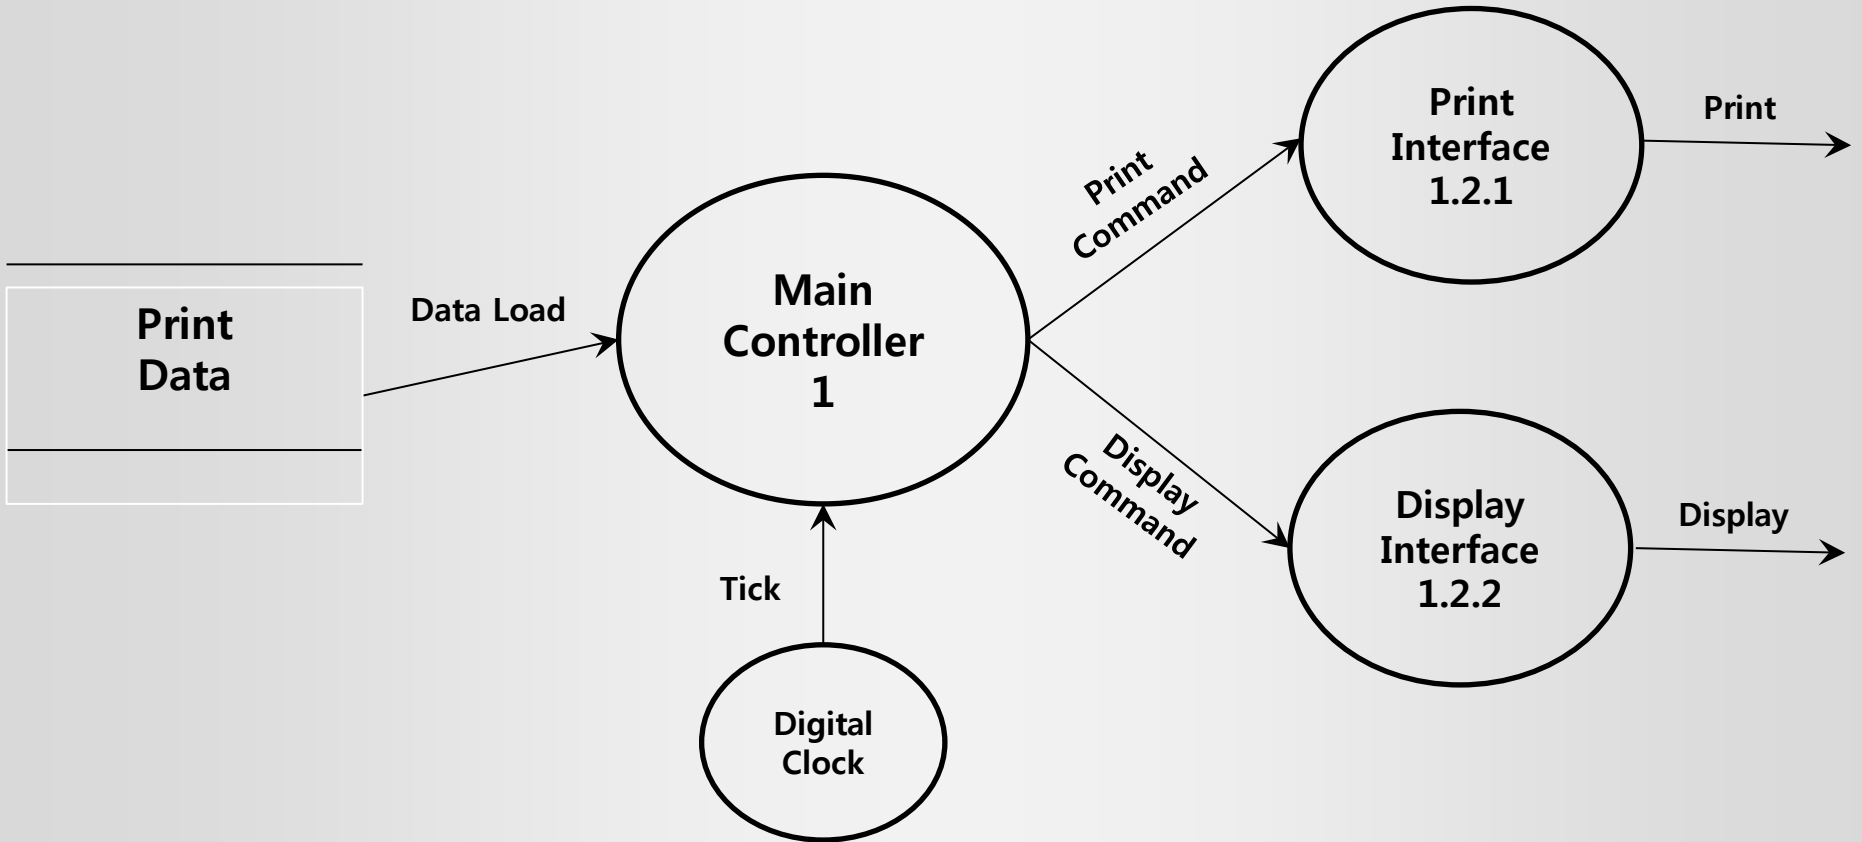 Print
Data
Data Load
Main
Controller
1
Tick
Digital
Clock
Print
Command
Display
Command
Print
Interface
1.2.1
Print
Display
Interface
1.2.2
Display